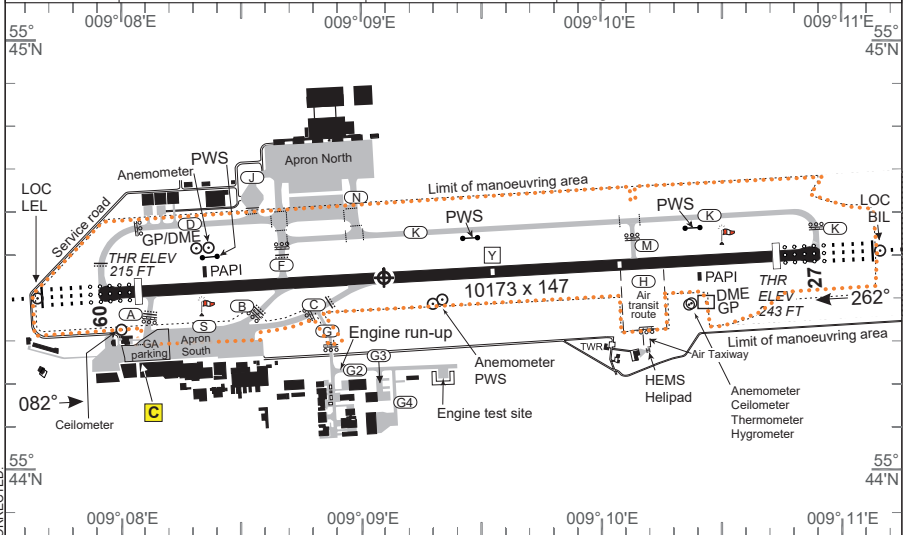 009°08'E
009°09'E
009°10'E
009°11'E
55°
45'N
55°
45'N
Apron North
PWS
Anemometer
J
LOC
LEL
N
Limit of manoeuvring area
LOC
BIL
Service road
D
PWS
PWS
K
K
K
GP/DME
M
THR ELEV
215 FT
F
Y
PAPI
PAPI
THR
ELEV
243 FT
27
H
10173 x 147
DME
GP
262°
09
A
B
C
S
Air
transit
route
GA
parking
Apron
South
G
Engine run-up
Limit of manoeuvring area
TWR
Air Taxiway
G3
G2
Anemometer
PWS
HEMS
Helipad
082°
C
G4
Engine test site
Anemometer
Ceilometer
Thermometer
Hygrometer
Ceilometer
55°
44'N
55°
44'N
009°08'E
009°09'E
009°10'E
009°11'E